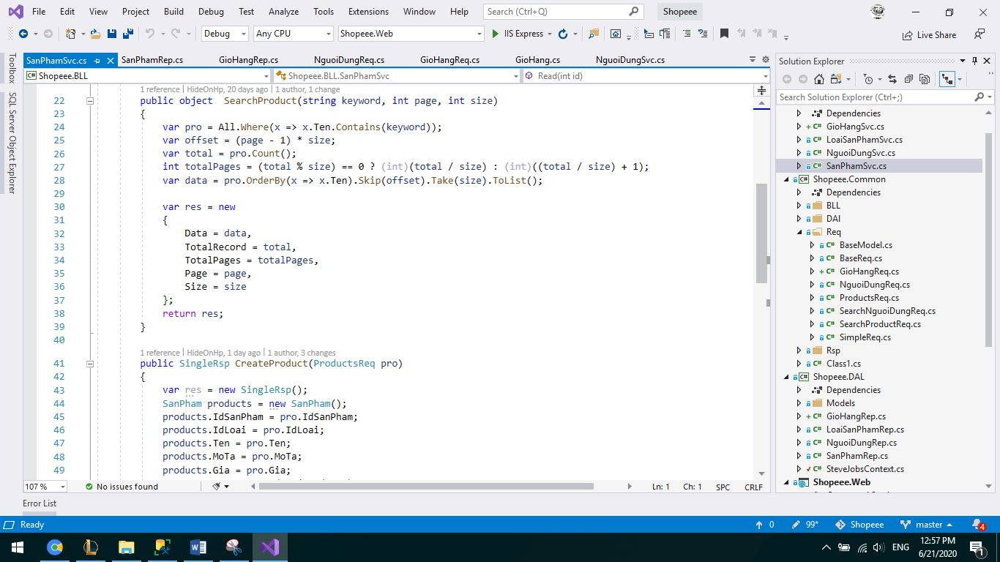 File Edit View Project Build Debug Test Analyze Tools Extensions Window Help Search (Ctrl+Q) Shopeee
Debug Any CPU Shopeee.Web IIS Express Live Share
Toolbox
SQL Server Object Explorer
SanPhamSvc.cs SanPhamRep.cs GioHangRep.cs NguoiDungReq.cs GioHangReq.cs GioHang.cs NguoiDungSvc.cs
Shopeee.BLL Shopeee.BLL.SanPhamSvc Read(int id)
1 reference | HideOnHp, 20 days ago | 1 author, 1 change
22 public object  SearchProduct(string keyword, int page, int size)
23 {
24 var pro = All.Where(x => x.Ten.Contains(keyword));
25 var offset = (page - 1) * size;
26 var total = pro.Count();
27 int totalPages = (total % size) == 0 ? (int)(total / size) : (int)((total / size) + 1);
28 var data = pro.OrderBy(x => x.Ten).Skip(offset).Take(size).ToList();
29
30 var res = new
31 {
32 Data = data,
33 TotalRecord = total,
34 TotalPages = totalPages,
35 Page = page,
36 Size = size
37 };
38 return res;
39 }
40
1 reference | HideOnHp, 1 day ago | 1 author, 3 changes
41 public SingleRsp CreateProduct(ProductsReq pro)
42 {
43 var res = new SingleRsp();
44 SanPham products = new SanPham();
45 products.IdSanPham = pro.IdSanPham;
46 products.IdLoai = pro.IdLoai;
47 products.Ten = pro.Ten;
48 products.MoTa = pro.MoTa;
49 products.Gia = pro.Gia;
107 % No issues found Ln: 1 Ch: 1 SPC CRLF
Solution Explorer
Search Solution Explorer (Ctrl+;)
Dependencies
C# GioHangSvc.cs
C# LoaiSanPhamSvc.cs
C# NguoiDungSvc.cs
C# SanPhamSvc.cs
C# Shopeee.Common
Dependencies
BLL
DAl
Req
C# BaseModel.cs
C# BaseReq.cs
C# GioHangReq.cs
C# NguoiDungReq.cs
C# ProductsReq.cs
C# SearchNguoiDungReq.cs
C# SearchProductReq.cs
C# SimpleReq.cs
Rsp
C# Class1.cs
C# Shopeee.DAL
Dependencies
Models
C# GioHangRep.cs
C# LoaiSanPhamRep.cs
C# NguoiDungRep.cs
C# SanPhamRep.cs
C# SteveJobsContext.cs
Shopeee.Web
Error List
Ready 0 99* Shopeee master 4
ENG 12:57 PM 6/21/2020 1